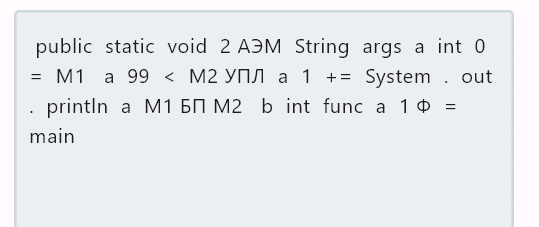 public static void 2 АЭМ String args a int 0
= M1 a 99 < M2 УПЛ a 1 += System . out
. println a M1 БП M2 b int func a 1 Ф =
main